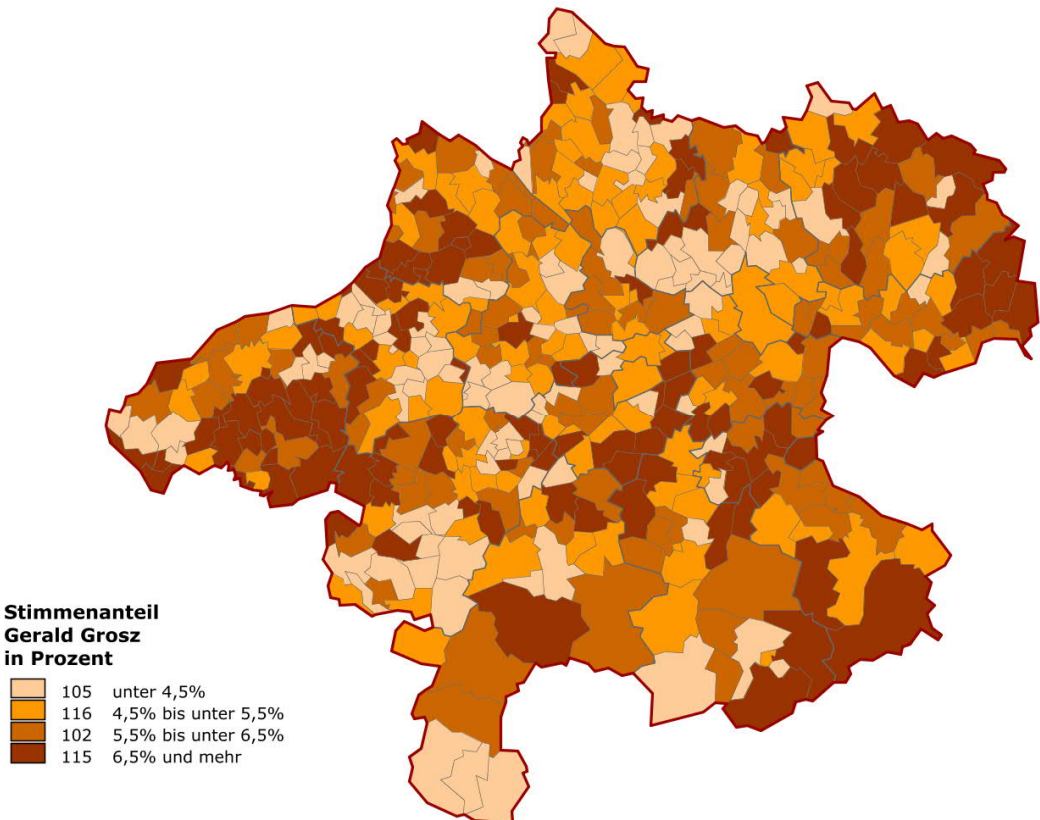 Stimmenanteil
Gerald Grosz
in Prozent
105 unter 4,5%
116 4,5% bis unter 5,5%
102 5,5% bis unter 6,5%
115 6,5% und mehr